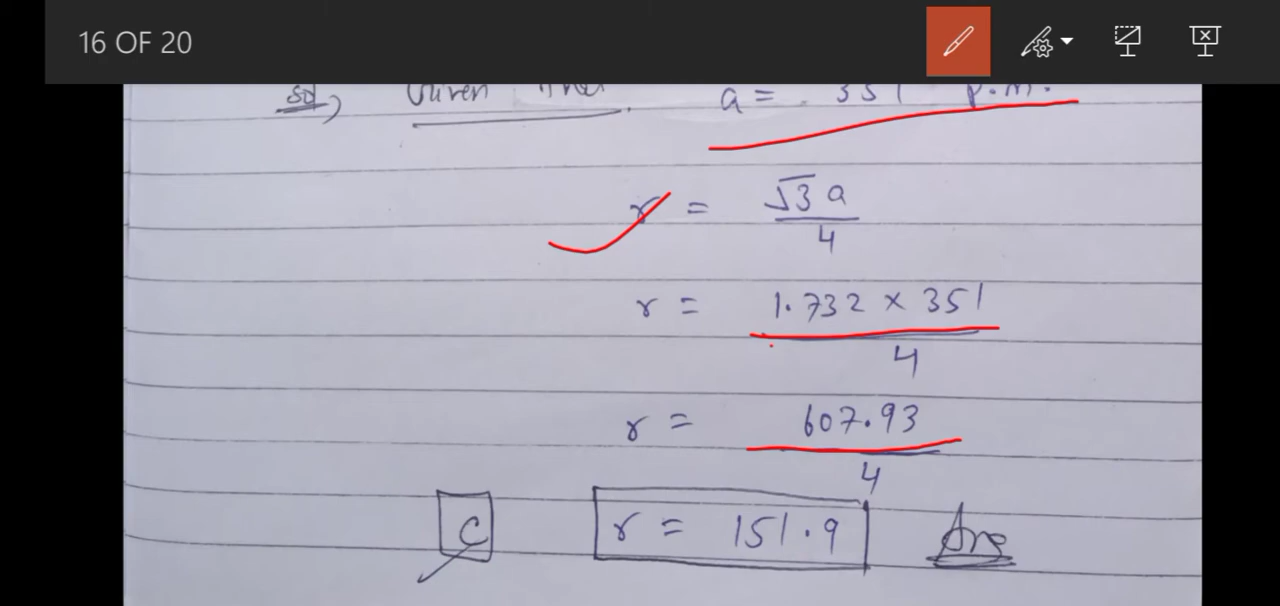 16 OF 20
Sol, Given that a = 351 p.m.
r = √3 a / 4
r = 1.732 × 351 / 4
r = 607.93 / 4
C r = 151.9 Ans